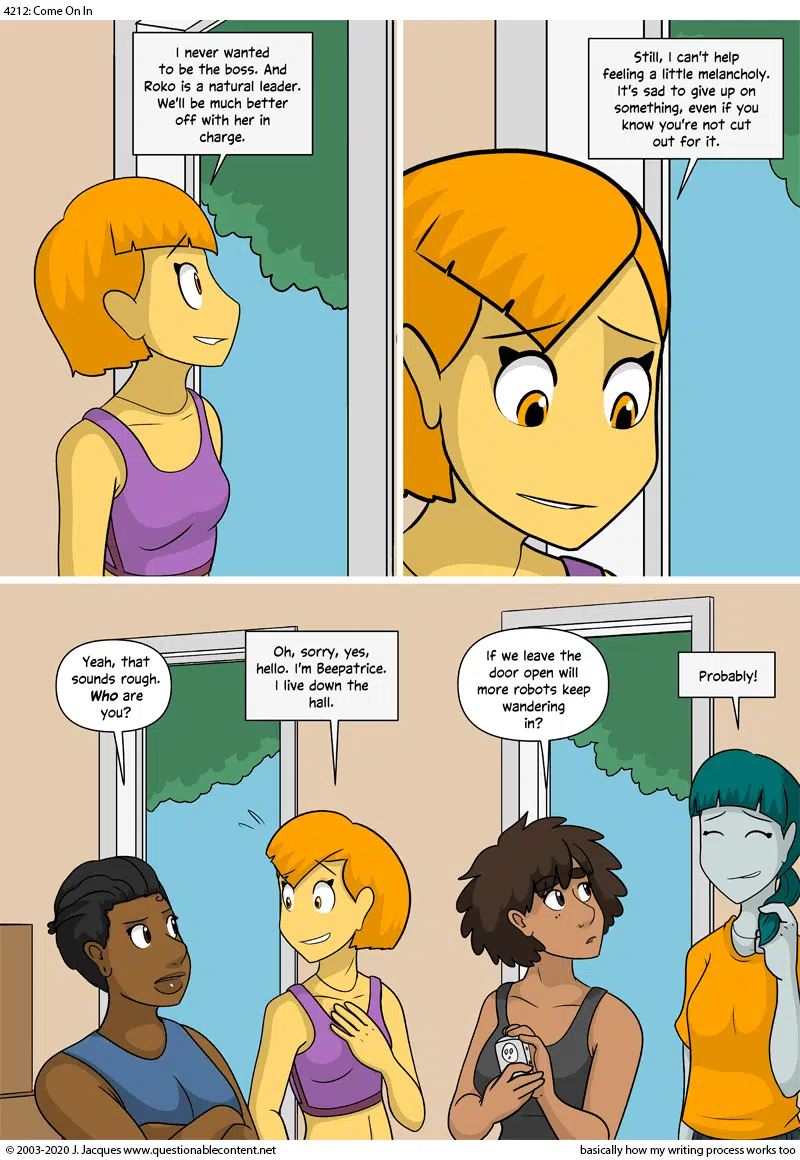 4212: Come On In
I never wanted
to be the boss. And
Roko is a natural leader.
We'll be much better
off with her in
charge.
Still, I can't help
feeling a little melancholy.
It's sad to give up on
something, even if you
know you're not cut
out for it.
Yeah, that
sounds rough.
Who are
you?
Oh, sorry, yes,
hello. I'm Beepatrice.
I live down the
hall.
If we leave the
door open will
more robots keep
wandering
in?
Probably!
© 2003-2020 J. Jacques www.questionablecontent.net
basically how my writing process works too